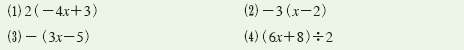 (1) 2(−4x+3) (2) −3(x−2)
(3) −(3x−5) (4) (6x+8)÷2